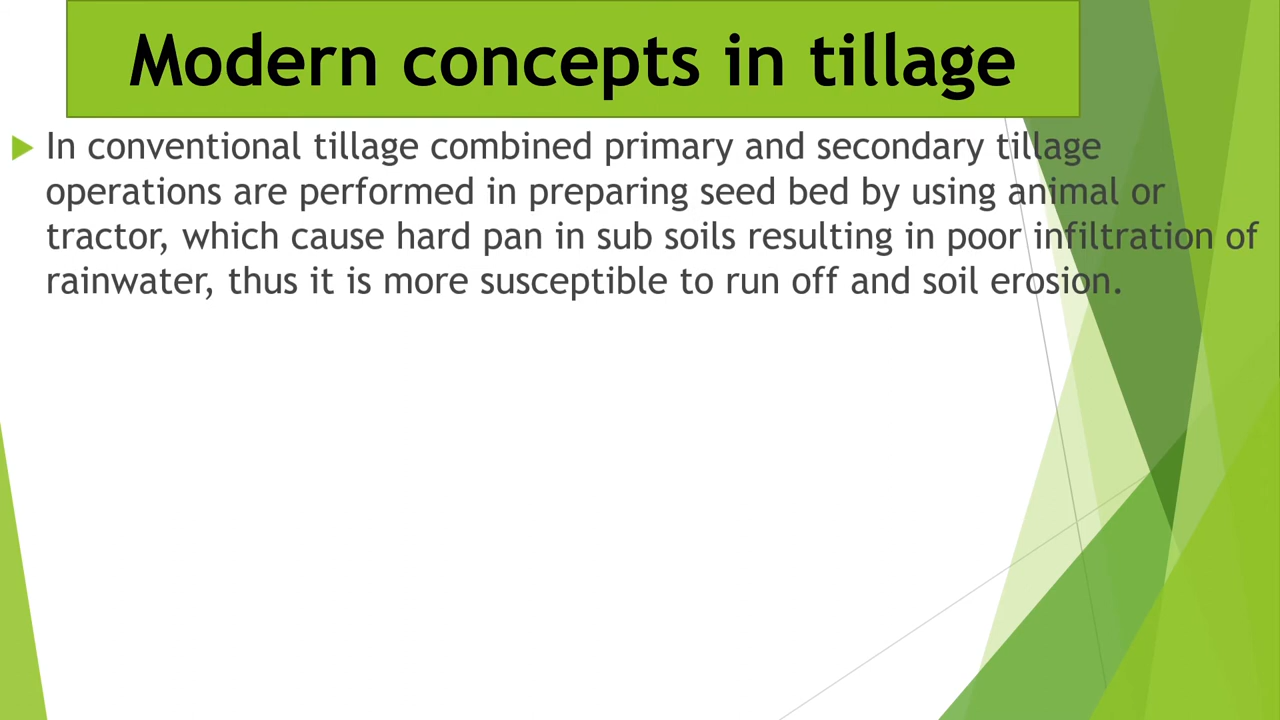 Modern concepts in tillage
In conventional tillage combined primary and secondary tillage
operations are performed in preparing seed bed by using animal or
tractor, which cause hard pan in sub soils resulting in poor infiltration of
rainwater, thus it is more susceptible to run off and soil erosion.